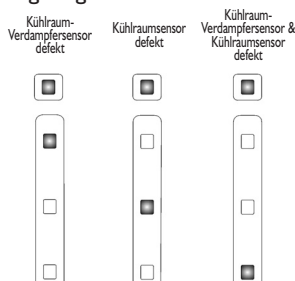 Kühlraum-
Verdampfersensor
defekt
Kühlraumsensor
defekt
Kühlraum-
Verdampfersensor &
Kühlraumsensor
defekt